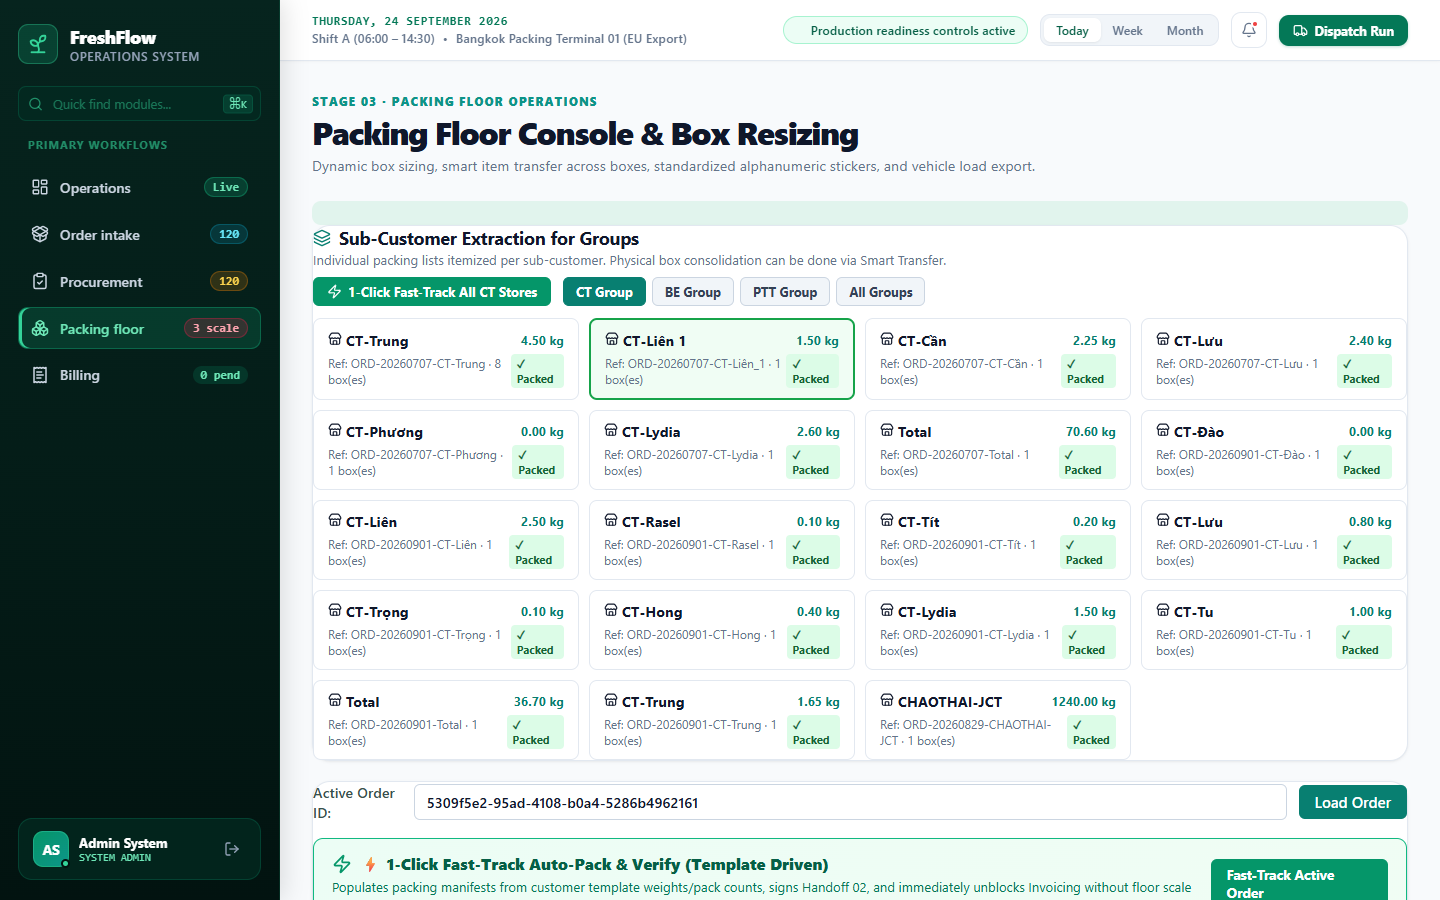 FreshFlow
OPERATIONS SYSTEM
Quick find modules...
⌘K
PRIMARY WORKFLOWS
Operations
Live
Order intake
120
Procurement
120
Packing floor
3 scale
Billing
0 pend
AS
Admin System
SYSTEM ADMIN
THURSDAY, 24 SEPTEMBER 2026
Shift A (06:00 – 14:30) • Bangkok Packing Terminal 01 (EU Export)
Production readiness controls active
Today
Week
Month
Dispatch Run
STAGE 03 · PACKING FLOOR OPERATIONS
Packing Floor Console & Box Resizing
Dynamic box sizing, smart item transfer across boxes, standardized alphanumeric stickers, and vehicle load export.
Sub-Customer Extraction for Groups
Individual packing lists itemized per sub-customer. Physical box consolidation can be done via Smart Transfer.
1-Click Fast-Track All CT Stores
CT Group
BE Group
PTT Group
All Groups
CT-Trung
4.50 kg
Ref: ORD-20260707-CT-Trung · 8
box(es)
✓
Packed
CT-Liên 1
1.50 kg
Ref: ORD-20260707-CT-Liên_1 · 1
box(es)
✓
Packed
CT-Cần
2.25 kg
Ref: ORD-20260707-CT-Cần · 1
box(es)
✓
Packed
CT-Lưu
2.40 kg
Ref: ORD-20260707-CT-Lưu · 1
box(es)
✓
Packed
CT-Phương
0.00 kg
Ref: ORD-20260707-CT-Phương ·
1 box(es)
✓
Packed
CT-Lydia
2.60 kg
Ref: ORD-20260707-CT-Lydia · 1
box(es)
✓
Packed
Total
70.60 kg
Ref: ORD-20260707-Total · 1
box(es)
✓
Packed
CT-Đào
0.00 kg
Ref: ORD-20260901-CT-Đào · 1
box(es)
✓
Packed
CT-Liên
2.50 kg
Ref: ORD-20260901-CT-Liên · 1
box(es)
✓
Packed
CT-Rasel
0.10 kg
Ref: ORD-20260901-CT-Rasel · 1
box(es)
✓
Packed
CT-Tít
0.20 kg
Ref: ORD-20260901-CT-Tít · 1
box(es)
✓
Packed
CT-Lưu
0.80 kg
Ref: ORD-20260901-CT-Lưu · 1
box(es)
✓
Packed
CT-Trọng
0.10 kg
Ref: ORD-20260901-CT-Trọng · 1
box(es)
✓
Packed
CT-Hong
0.40 kg
Ref: ORD-20260901-CT-Hong · 1
box(es)
✓
Packed
CT-Lydia
1.50 kg
Ref: ORD-20260901-CT-Lydia · 1
box(es)
✓
Packed
CT-Tu
1.00 kg
Ref: ORD-20260901-CT-Tu · 1
box(es)
✓
Packed
Total
36.70 kg
Ref: ORD-20260901-Total · 1
box(es)
✓
Packed
CT-Trung
1.65 kg
Ref: ORD-20260901-CT-Trung · 1
box(es)
✓
Packed
CHAOTHAI-JCT
1240.00 kg
Ref: ORD-20260829-CHAOTHAI-
JCT · 1 box(es)
✓
Packed
Active Order
ID:
5309f5e2-95ad-4108-b0a4-5286b4962161
Load Order
1-Click Fast-Track Auto-Pack & Verify (Template Driven)
Populates packing manifests from customer template weights/pack counts, signs Handoff 02, and immediately unblocks Invoicing without floor scale
Fast-Track Active
Order